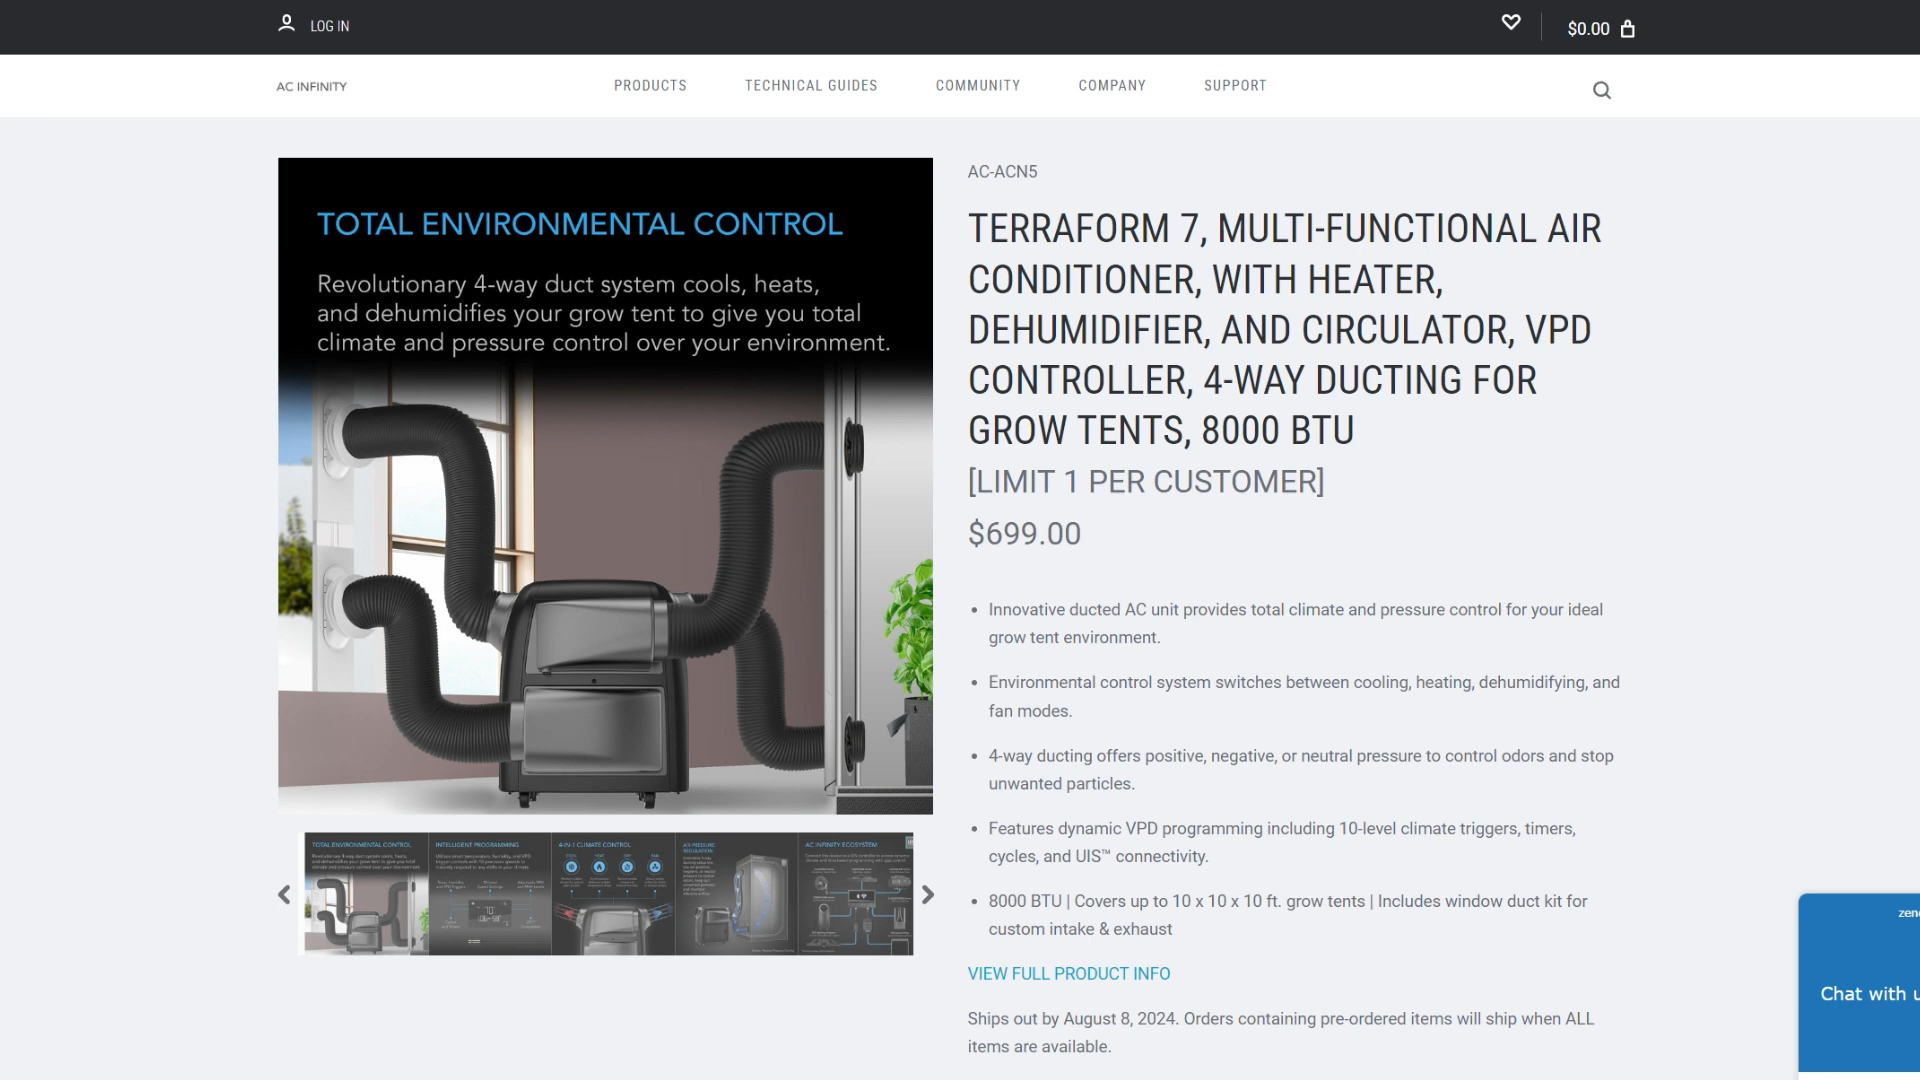 LOG IN
$0.00
AC INFINITY
PRODUCTS
TECHNICAL GUIDES
COMMUNITY
COMPANY
SUPPORT
TOTAL ENVIRONMENTAL CONTROL
Revolutionary 4-way duct system cools, heats,
and dehumidifies your grow tent to give you total
climate and pressure control over your environment.
TOTAL ENVIRONMENTAL CONTROL
INTELLIGENT PROGRAMMING
4-IN-1 CLIMATE CONTROL
AIR PRESSURE
REGULATION
AC INFINITY ECOSYSTEM
AC-ACN5
TERRAFORM 7, MULTI-FUNCTIONAL AIR
CONDITIONER, WITH HEATER,
DEHUMIDIFIER, AND CIRCULATOR, VPD
CONTROLLER, 4-WAY DUCTING FOR
GROW TENTS, 8000 BTU
[LIMIT 1 PER CUSTOMER]
$699.00
• Innovative ducted AC unit provides total climate and pressure control for your ideal
grow tent environment.
• Environmental control system switches between cooling, heating, dehumidifying, and
fan modes.
• 4-way ducting offers positive, negative, or neutral pressure to control odors and stop
unwanted particles.
• Features dynamic VPD programming including 10-level climate triggers, timers,
cycles, and UIS™ connectivity.
• 8000 BTU | Covers up to 10 x 10 x 10 ft. grow tents | Includes window duct kit for
custom intake & exhaust
VIEW FULL PRODUCT INFO
Ships out by August 8, 2024. Orders containing pre-ordered items will ship when ALL
items are available.
zen
Chat with u